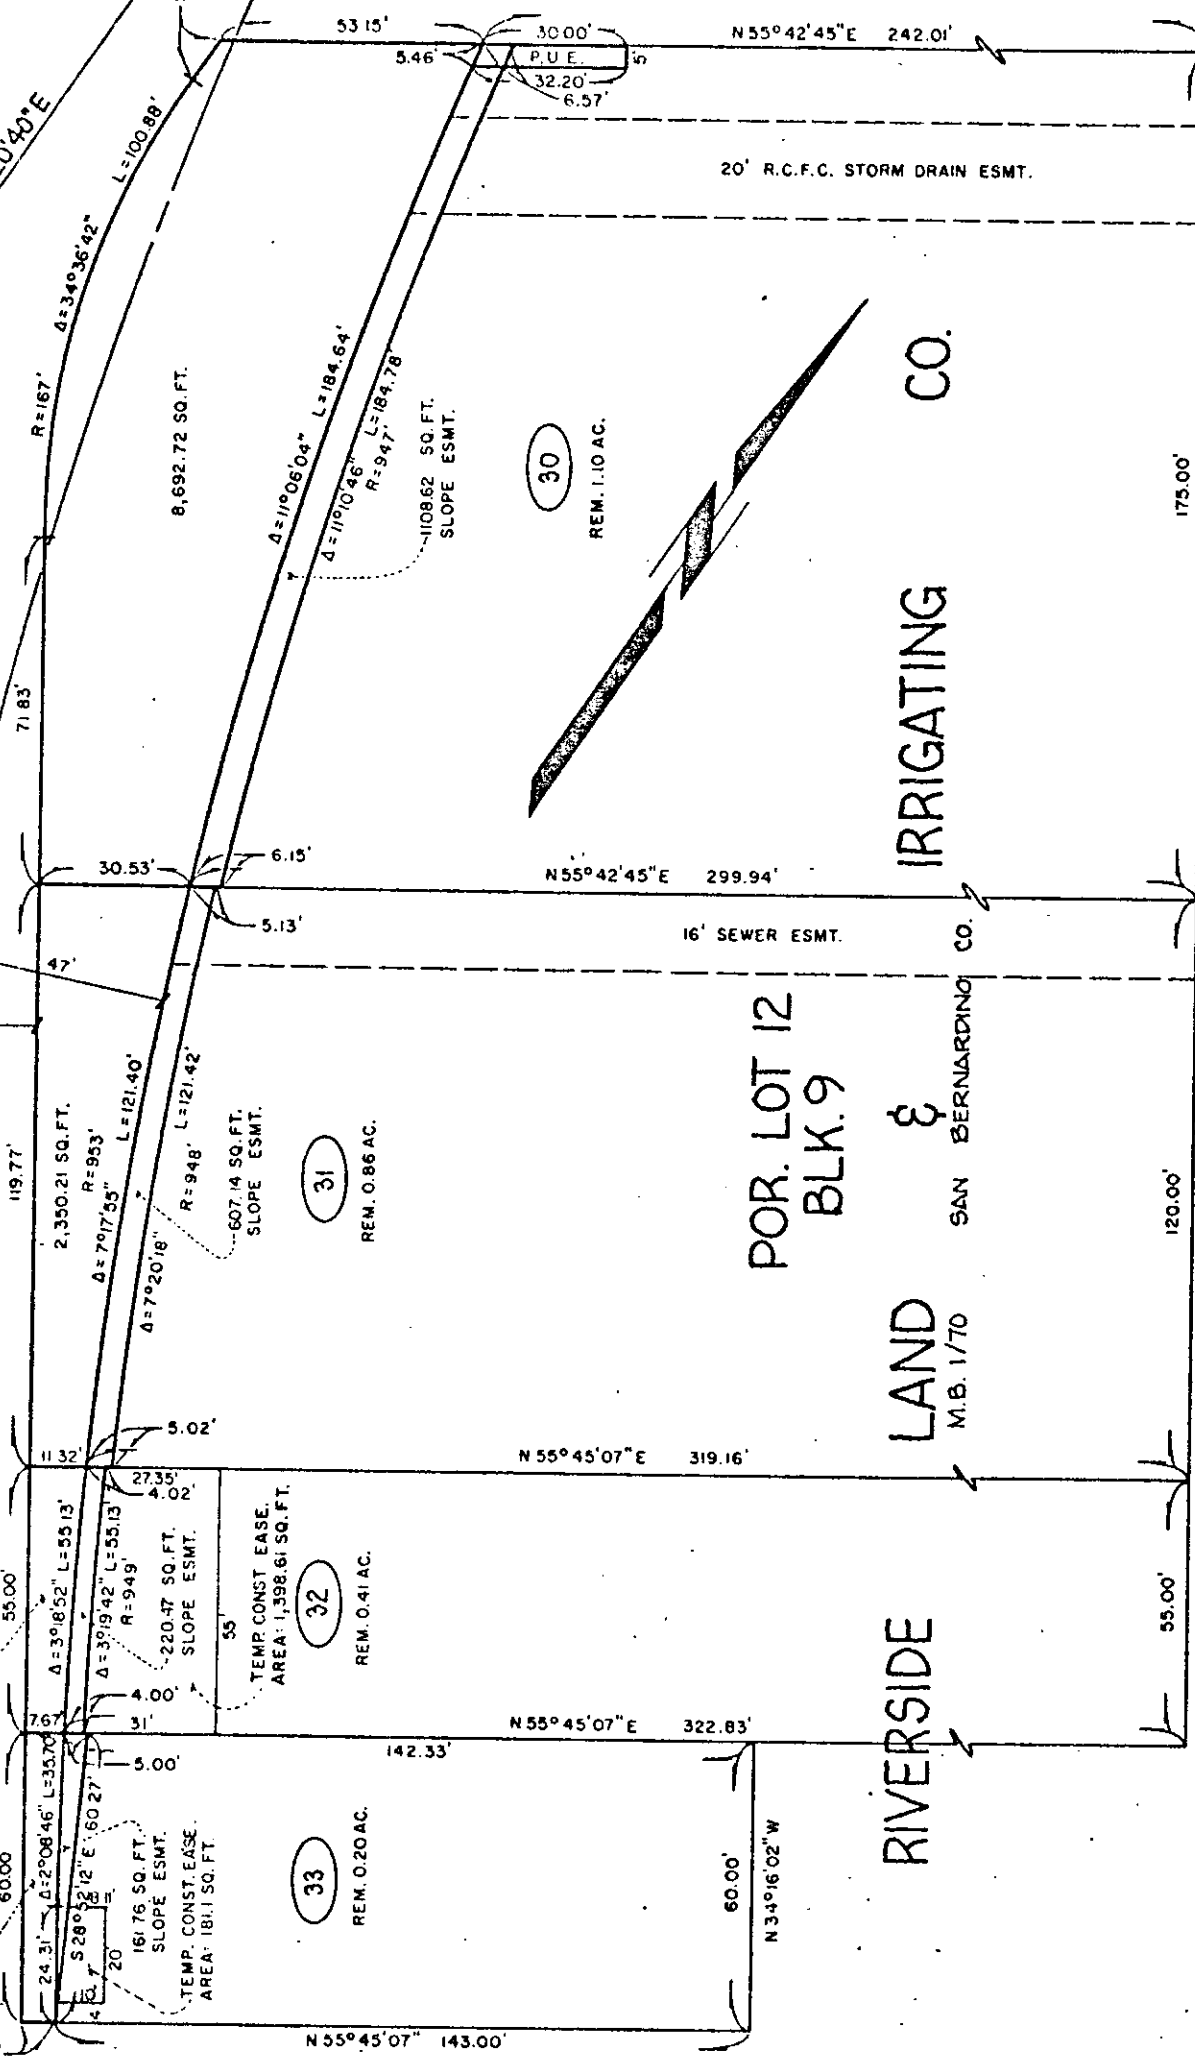 53.15'
30.00'
N 55° 42' 45" E 242.01'
5.46'
P.U.E.
5'
32.20'
6.57'
0'40" E
L=100.88'
Δ=34°36'42"
R=167'
20' R.C.F.C. STORM DRAIN ESMT.
8,692.72 SQ. FT.
Δ=11°06'04" L=184.64'
Δ=11°10'46" L=184.78'
R=947'
1108.62 SQ. FT.
SLOPE ESMT.
30
REM. 1.10 AC.
71.83'
175.00'
30.53'
6.15'
N 55° 42' 45" E 299.94'
5.13'
16' SEWER ESMT.
47'
119.77'
2,350.21 SQ. FT.
R=953'
Δ=7°17'55" L=121.40'
R=948' L=121.42'
Δ=7°20'18"
607.14 SQ. FT.
SLOPE ESMT.
31
REM. 0.86 AC.
POR. LOT 12
BLK. 9
120.00'
11.32'
5.02'
N 55° 45' 07" E 319.16'
27.35'
4.02'
55.00'
Δ=3°18'52" L=55.13'
Δ=3°19'42" L=55.13'
R=949'
220.47 SQ. FT.
SLOPE ESMT.
55'
TEMP. CONST EASE.
AREA: 1,398.61 SQ. FT.
32
REM. 0.41 AC.
55.00'
7.67'
4.00'
31'
N 55° 45' 07" E 322.83'
5.00'
142.33'
60.00
24.31'
Δ=2°08'46" L=35.70'
S 28° 52' 12" E 60.27'
20'
161.76 SQ. FT.
SLOPE ESMT.
TEMP. CONST. EASE.
AREA: 181.1 SQ. FT.
33
REM. 0.20 AC.
60.00'
N 34° 16' 02" W
N 55° 45' 07" 143.00'
RIVERSIDE LAND & IRRIGATING CO.
M.B. 1/70 SAN BERNARDINO CO.